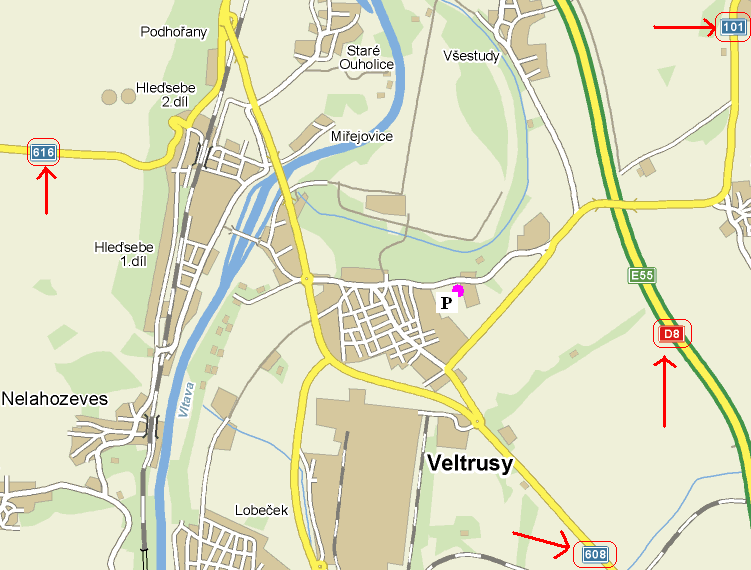 101
Podhořany
Staré
Ouholice
Všestudy
Hleďsebe
2.díl
Miřejovice
616
Hleďsebe
1.díl
E55
P
D8
Vltava
Nelahozeves
Veltrusy
Lobeček
608